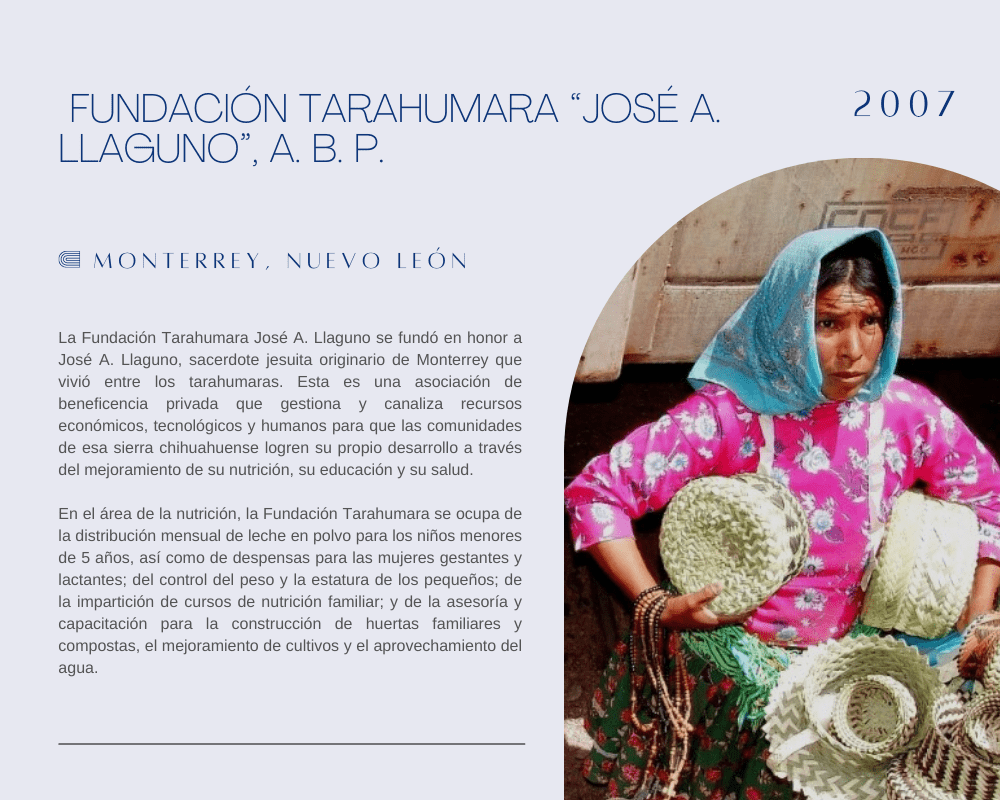 FUNDACIÓN TARAHUMARA “JOSÉ A.
LLAGUNO”, A. B. P.
2007
MONTERREY, NUEVO LEÓN
La Fundación Tarahumara José A. Llaguno se fundó en honor a
José A. Llaguno, sacerdote jesuita originario de Monterrey que
vivió entre los tarahumaras. Esta es una asociación de
beneficencia privada que gestiona y canaliza recursos
económicos, tecnológicos y humanos para que las comunidades
de esa sierra chihuahuense logren su propio desarrollo a través
del mejoramiento de su nutrición, su educación y su salud.
En el área de la nutrición, la Fundación Tarahumara se ocupa de
la distribución mensual de leche en polvo para los niños menores
de 5 años, así como de despensas para las mujeres gestantes y
lactantes; del control del peso y la estatura de los pequeños; de
la impartición de cursos de nutrición familiar; y de la asesoría y
capacitación para la construcción de huertas familiares y
compostas, el mejoramiento de cultivos y el aprovechamiento del
agua.